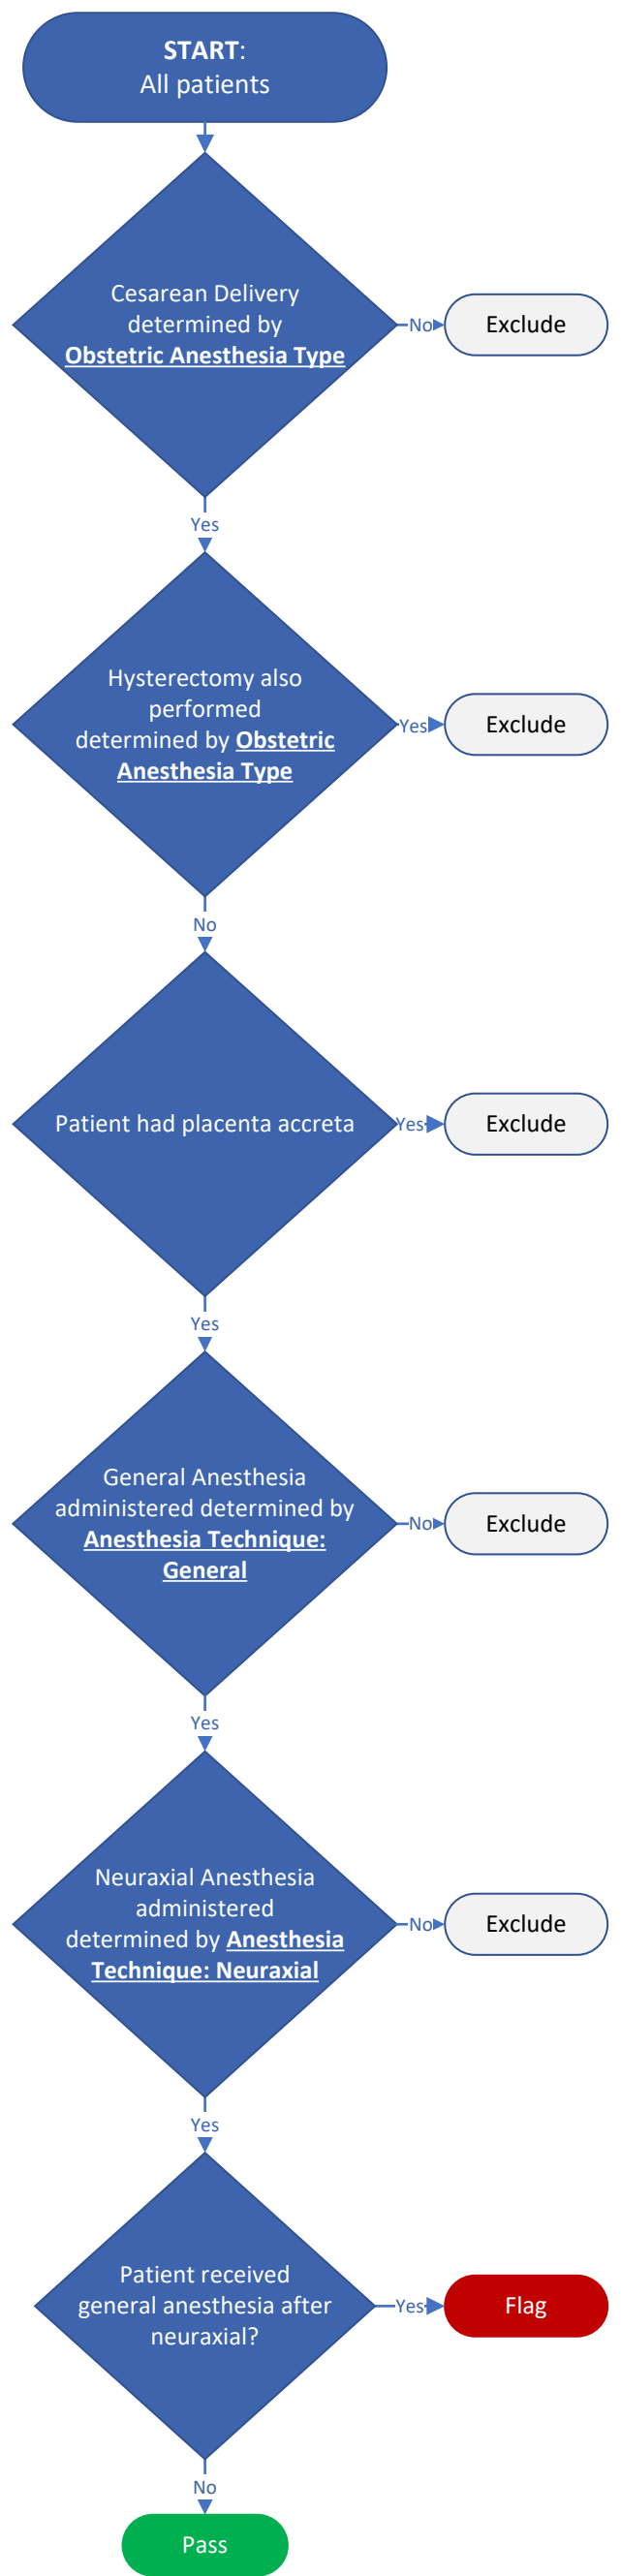 START:
All patients
Cesarean Delivery
determined by
Obstetric Anesthesia Type
No
Exclude
Yes
Hysterectomy also
performed
determined by Obstetric
Anesthesia Type
Yes
Exclude
No
Patient had placenta accreta
Yes
Exclude
Yes
General Anesthesia
administered determined by
Anesthesia Technique:
General
No
Exclude
Yes
Neuraxial Anesthesia
administered
determined by Anesthesia
Technique: Neuraxial
No
Exclude
Yes
Patient received
general anesthesia after
neuraxial?
Yes
Flag
No
Pass